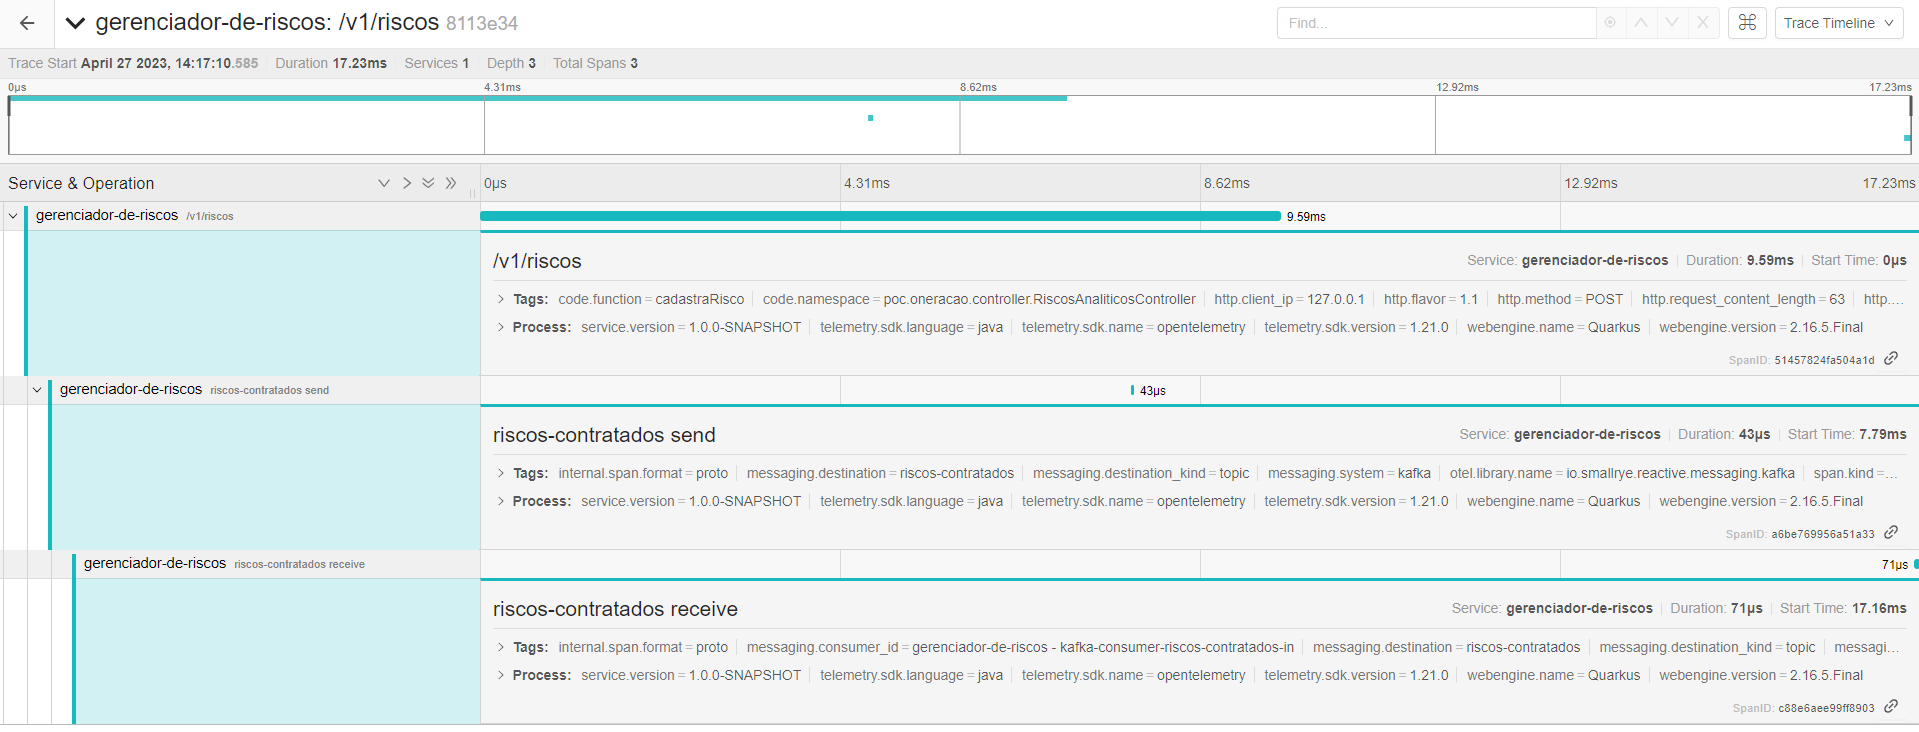 gerenciador-de-riscos: /v1/riscos 8113e34 Find... Trace Timeline
Trace Start April 27 2023, 14:17:10.585 Duration 17.23ms Services 1 Depth 3 Total Spans 3
0μs 4.31ms 8.62ms 12.92ms 17.23ms
Service & Operation 0μs 4.31ms 8.62ms 12.92ms 17.23ms
gerenciador-de-riscos /v1/riscos 9.59ms
/v1/riscos Service: gerenciador-de-riscos Duration: 9.59ms Start Time: 0μs
Tags: code.function = cadastraRisco code.namespace = poc.oneracao.controller.RiscosAnaliticosController http.client_ip = 127.0.0.1 http.flavor = 1.1 http.method = POST http.request_content_length = 63 http....
Process: service.version = 1.0.0-SNAPSHOT telemetry.sdk.language = java telemetry.sdk.name = opentelemetry telemetry.sdk.version = 1.21.0 webengine.name = Quarkus webengine.version = 2.16.5.Final
SpanID: 51457824fa504a1d
gerenciador-de-riscos riscos-contratados send 43μs
riscos-contratados send Service: gerenciador-de-riscos Duration: 43μs Start Time: 7.79ms
Tags: internal.span.format = proto messaging.destination = riscos-contratados messaging.destination_kind = topic messaging.system = kafka otel.library.name = io.smallrye.reactive.messaging.kafka span.kind = ...
Process: service.version = 1.0.0-SNAPSHOT telemetry.sdk.language = java telemetry.sdk.name = opentelemetry telemetry.sdk.version = 1.21.0 webengine.name = Quarkus webengine.version = 2.16.5.Final
SpanID: a6be769956a51a33
gerenciador-de-riscos riscos-contratados receive 71μs
riscos-contratados receive Service: gerenciador-de-riscos Duration: 71μs Start Time: 17.16ms
Tags: internal.span.format = proto messaging.consumer_id = gerenciador-de-riscos - kafka-consumer-riscos-contratados-in messaging.destination = riscos-contratados messaging.destination_kind = topic messagi...
Process: service.version = 1.0.0-SNAPSHOT telemetry.sdk.language = java telemetry.sdk.name = opentelemetry telemetry.sdk.version = 1.21.0 webengine.name = Quarkus webengine.version = 2.16.5.Final
SpanID: c88e6aee99ff8903